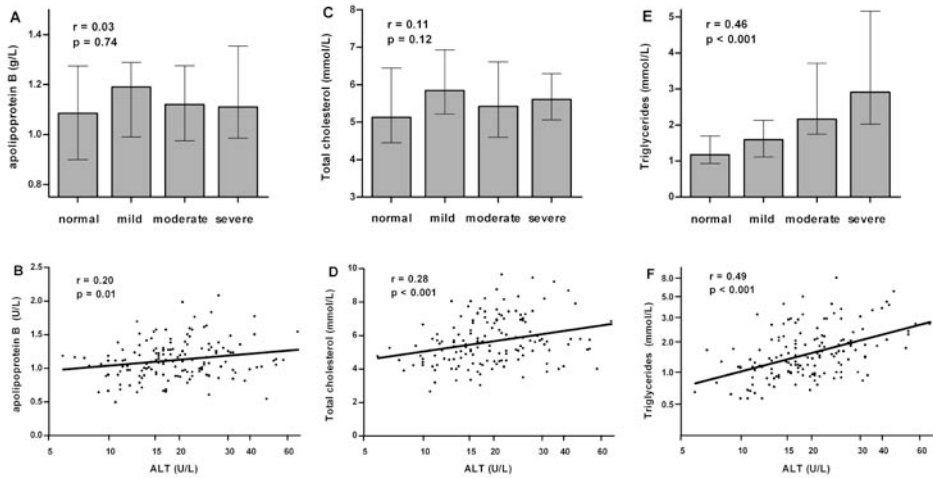 A
r = 0.03
p = 0.74
apolipoprotein B (g/L)
1.4
1.2
1.0
0.8
normal mild moderate severe
C
r = 0.11
p = 0.12
Total cholesterol (mmol/L)
8
7
6
5
4
3
normal mild moderate severe
E
r = 0.46
p < 0.001
Triglycerides (mmol/L)
5
4
3
2
1
0
normal mild moderate severe
B
r = 0.20
p = 0.01
apolipoprotein B (U/L)
2.5
2.0
1.5
1.0
0.5
0.0
5 10 15 20 30 40 60
ALT (U/L)
D
r = 0.28
p < 0.001
Total cholesterol (mmol/L)
10
8
6
4
2
0
5 10 15 20 30 40 60
ALT (U/L)
F
r = 0.49
p < 0.001
Triglycerides (mmol/L)
8.0
5.0
3.0
2.0
1.0
0.5
5 10 15 20 30 40 60
ALT (U/L)